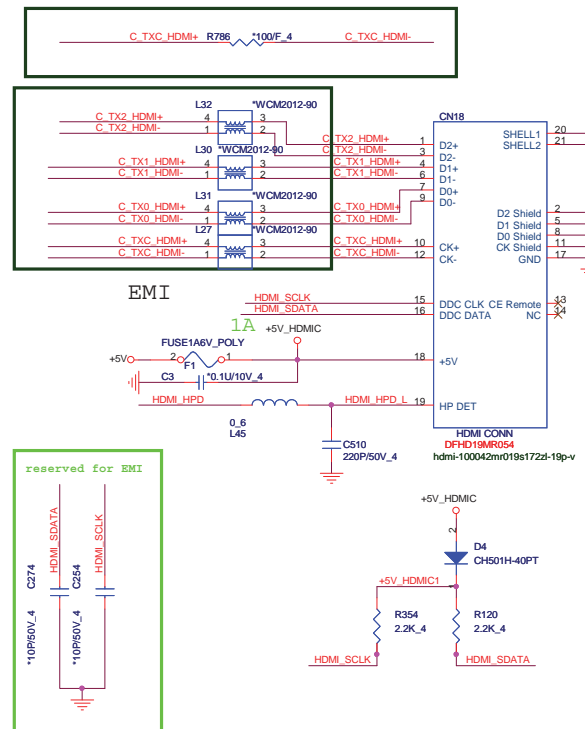 C_TXC_HDMI+ R786 *100/F_4 C_TXC_HDMI-
L32 *WCM2012-90 CN18
C_TX2_HDMI+ 4 3 20
C_TX2_HDMI- 1 2 C_TX2_HDMI+ 1 D2+ SHELL1 21
L30 *WCM2012-90 C_TX2_HDMI- 3 D2- SHELL2
C_TX1_HDMI+ 4 3 C_TX1_HDMI+ 4 D1+
C_TX1_HDMI- 1 2 C_TX1_HDMI- 6 D1-
L31 *WCM2012-90 7 D0+
C_TX0_HDMI+ 4 3 C_TX0_HDMI+ 9 D0- D2 Shield 2
C_TX0_HDMI- 1 2 C_TX0_HDMI- D1 Shield 5
L27 *WCM2012-90 D0 Shield 8
C_TXC_HDMI+ 4 3 C_TXC_HDMI+ 10 CK+ CK Shield 11
C_TXC_HDMI- 1 2 C_TXC_HDMI- 12 CK- GND 17
EMI
HDMI_SCLK 15 DDC CLK CE Remote 13
HDMI_SDATA 16 DDC DATA NC 14
1A +5V_HDMIC
FUSE1A6V_POLY
+5V 2 1 18 +5V
F1
C3 *0.1U/10V_4
HDMI_HPD HDMI_HPD_L 19 HP DET
0_6
L45
HDMI CONN
DFHD19MR054
hdmi-100042mr019s172zl-19p-v
C510
220P/50V_4
reserved for EMI
HDMI_SDATA
HDMI_SCLK
C274
C254
*10P/50V_4
*10P/50V_4
+5V_HDMIC
2
D4
CH501H-40PT
+5V_HDMIC1
R354 R120
2.2K_4 2.2K_4
HDMI_SCLK HDMI_SDATA